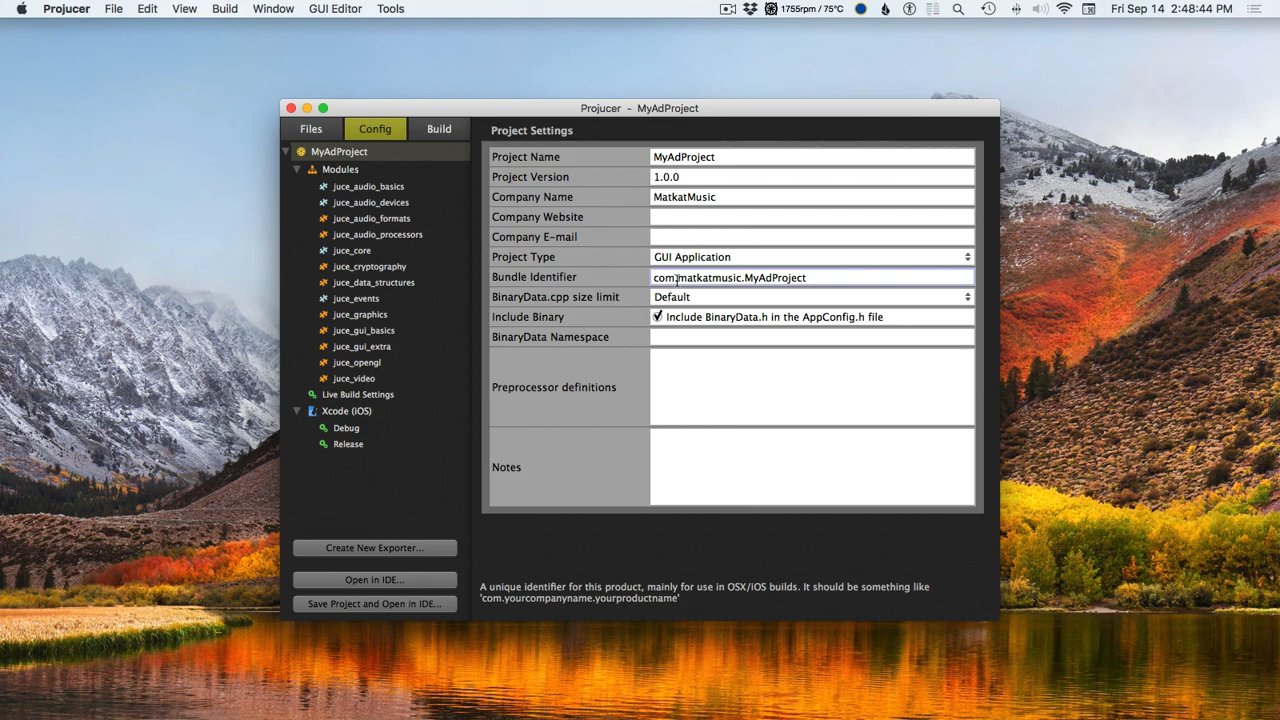 Projucer File Edit View Build Window GUI Editor Tools 1755rpm / 75°C Fri Sep 14 2:48:44 PM
Projucer - MyAdProject
Files Config Build
MyAdProject
Modules
juce_audio_basics
juce_audio_devices
juce_audio_formats
juce_audio_processors
juce_core
juce_cryptography
juce_data_structures
juce_events
juce_graphics
juce_gui_basics
juce_gui_extra
juce_opengl
juce_video
Live Build Settings
Xcode (iOS)
Debug
Release
Create New Exporter...
Open in IDE...
Save Project and Open in IDE...
Project Settings
Project Name MyAdProject
Project Version 1.0.0
Company Name MatkatMusic
Company Website
Company E-mail
Project Type GUI Application
Bundle Identifier com.matkatmusic.MyAdProject
BinaryData.cpp size limit Default
Include Binary Include BinaryData.h in the AppConfig.h file
BinaryData Namespace
Preprocessor definitions
Notes
A unique identifier for this product, mainly for use in OSX/iOS builds. It should be something like
'com.yourcompanyname.yourproductname'